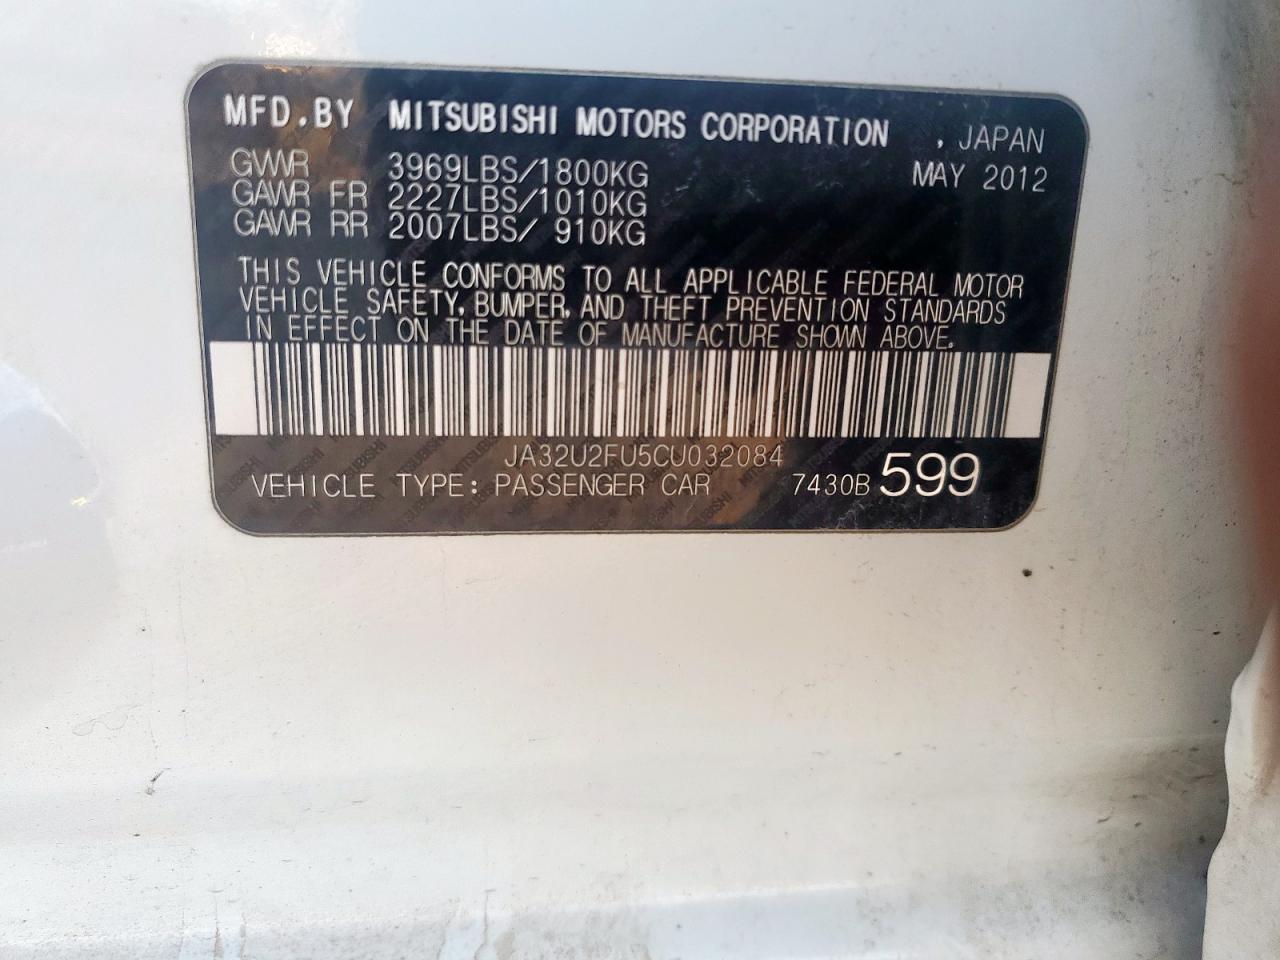 MFD.BY MITSUBISHI MOTORS CORPORATION , JAPAN
GVWR 3969LBS/1800KG MAY 2012
GAWR FR 2227LBS/1010KG
GAWR RR 2007LBS/ 910KG
THIS VEHICLE CONFORMS TO ALL APPLICABLE FEDERAL MOTOR
VEHICLE SAFETY, BUMPER, AND THEFT PREVENTION STANDARDS
IN EFFECT ON THE DATE OF MANUFACTURE SHOWN ABOVE.
JA32U2FU5CU032084
VEHICLE TYPE: PASSENGER CAR 7430B 599